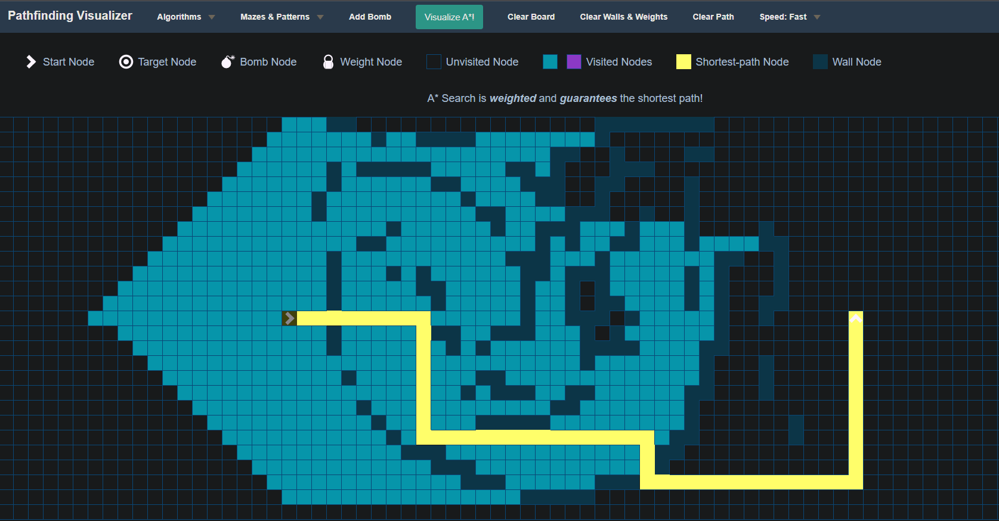 Pathfinding Visualizer Algorithms Mazes & Patterns Add Bomb Visualize A*! Clear Board Clear Walls & Weights Clear Path Speed: Fast
Start Node Target Node Bomb Node Weight Node Unvisited Node Visited Nodes Shortest-path Node Wall Node
A* Search is weighted and guarantees the shortest path!